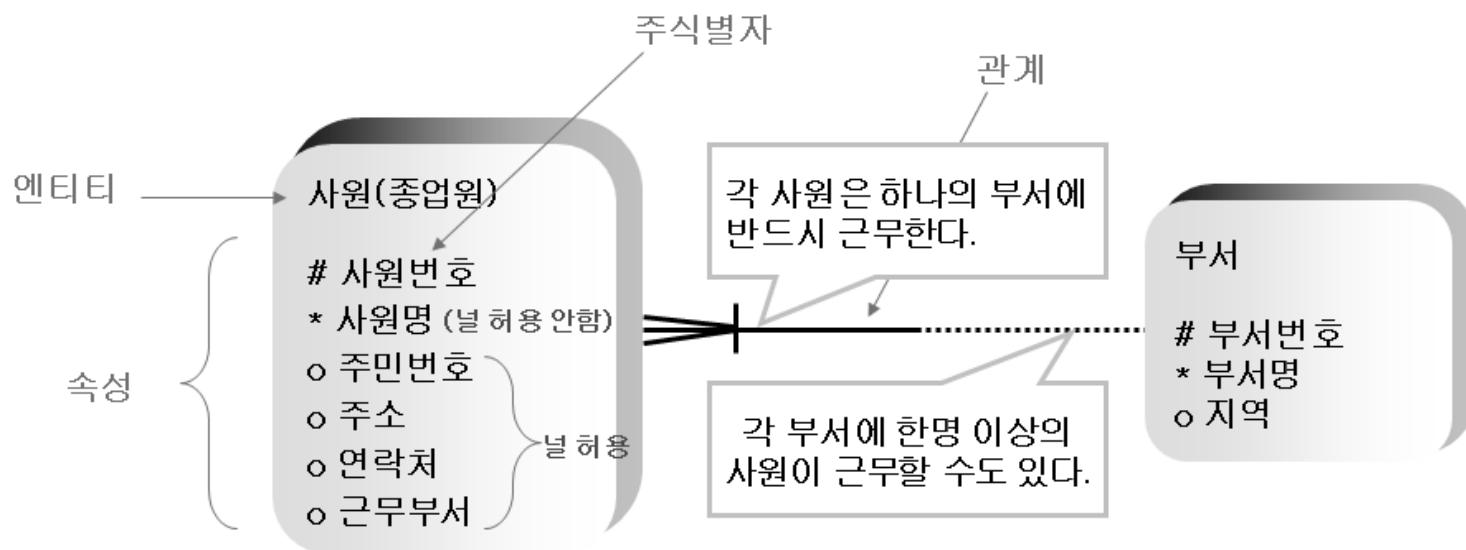 주식별자
관계
엔티티
사원(종업원)
# 사원번호
* 사원명 (널 허용 안함)
o 주민번호
o 주소
o 연락처
o 근무부서
속성
널 허용
각 사원은 하나의 부서에
반드시 근무한다.
각 부서에 한명 이상의
사원이 근무할 수도 있다.
부서
# 부서번호
* 부서명
o 지역